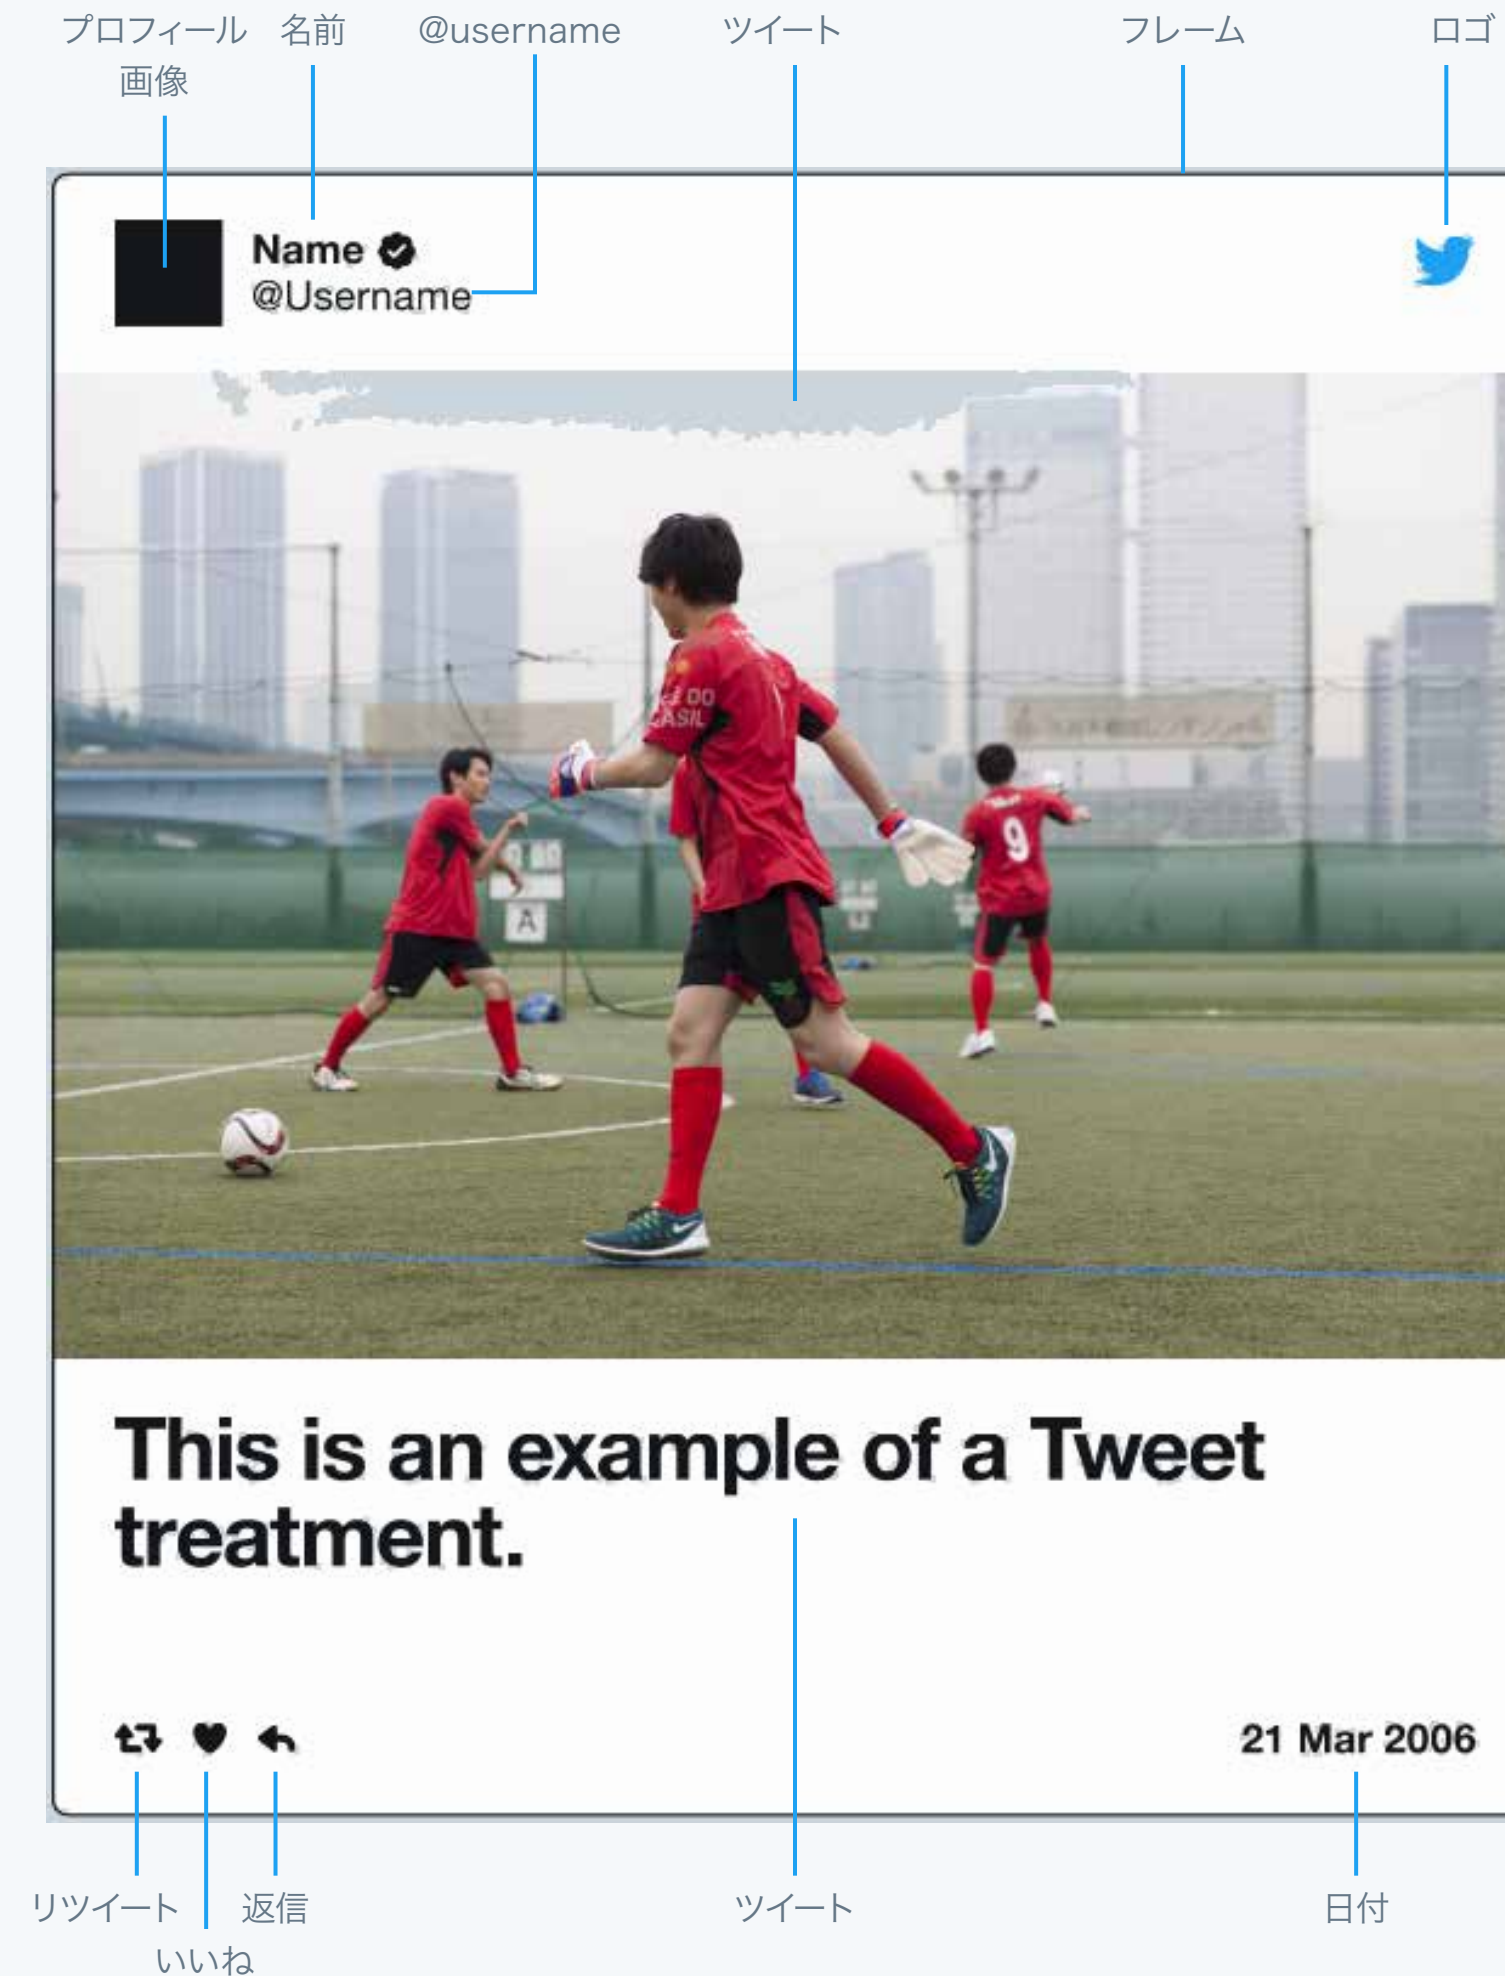 プロフィール 名前 @username ツイート フレーム ロゴ
画像
Name
@Username
DO
9
A
This is an example of a Tweet
treatment.
21 Mar 2006
リツイート 返信 ツイート 日付
いいね